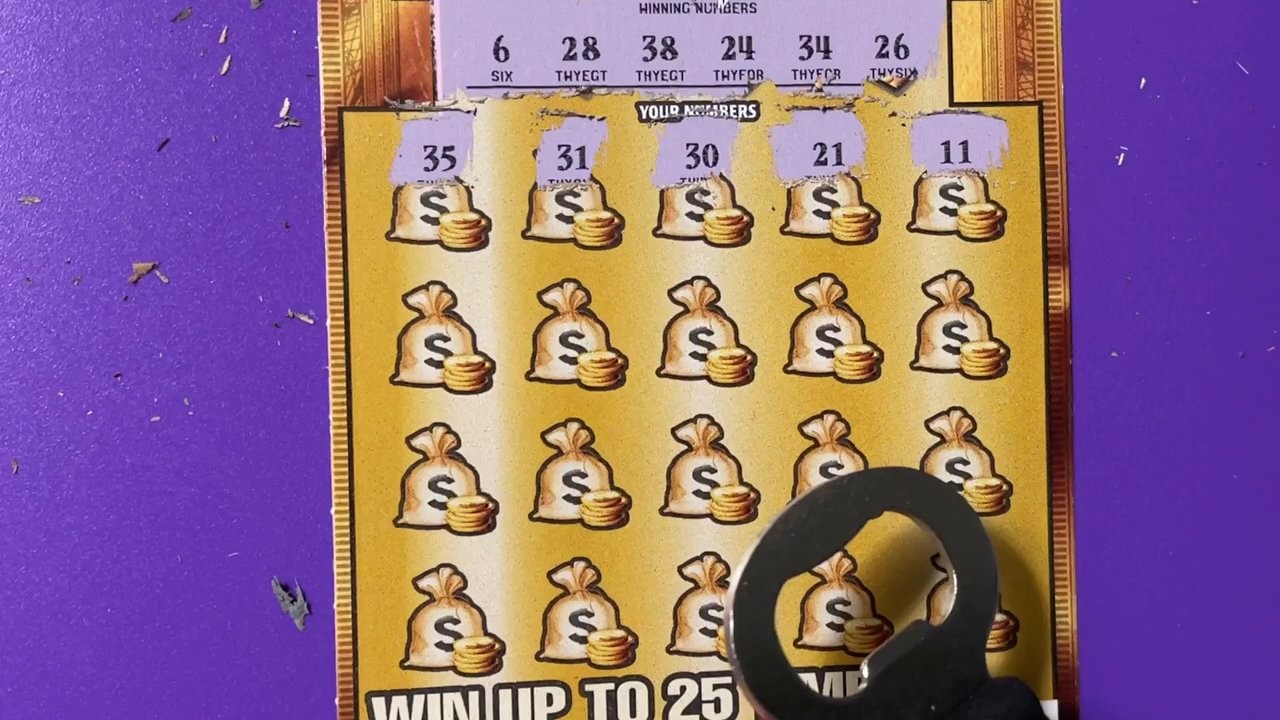 WINNING NUMBERS
6 28 38 24 34 26
SIX THYEGT THYEGT THYFOR THYFOR THYSIX
YOUR NUMBERS
35 31 30 21 11
$ $ $ $ $
$ $ $ $ $
$ $ $ $ $
$ $ $ $
WIN UP TO 25